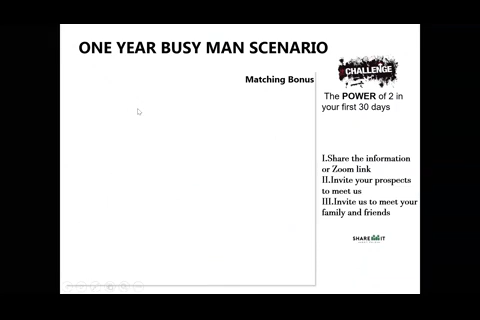 ONE YEAR BUSY MAN SCENARIO
Matching Bonus
CHALLENGE
The POWER of 2 in
your first 30 days
I.Share the information
or Zoom link
II.Invite your prospects
to meet us
III.Invite us to meet your
family and friends
SHARE IT